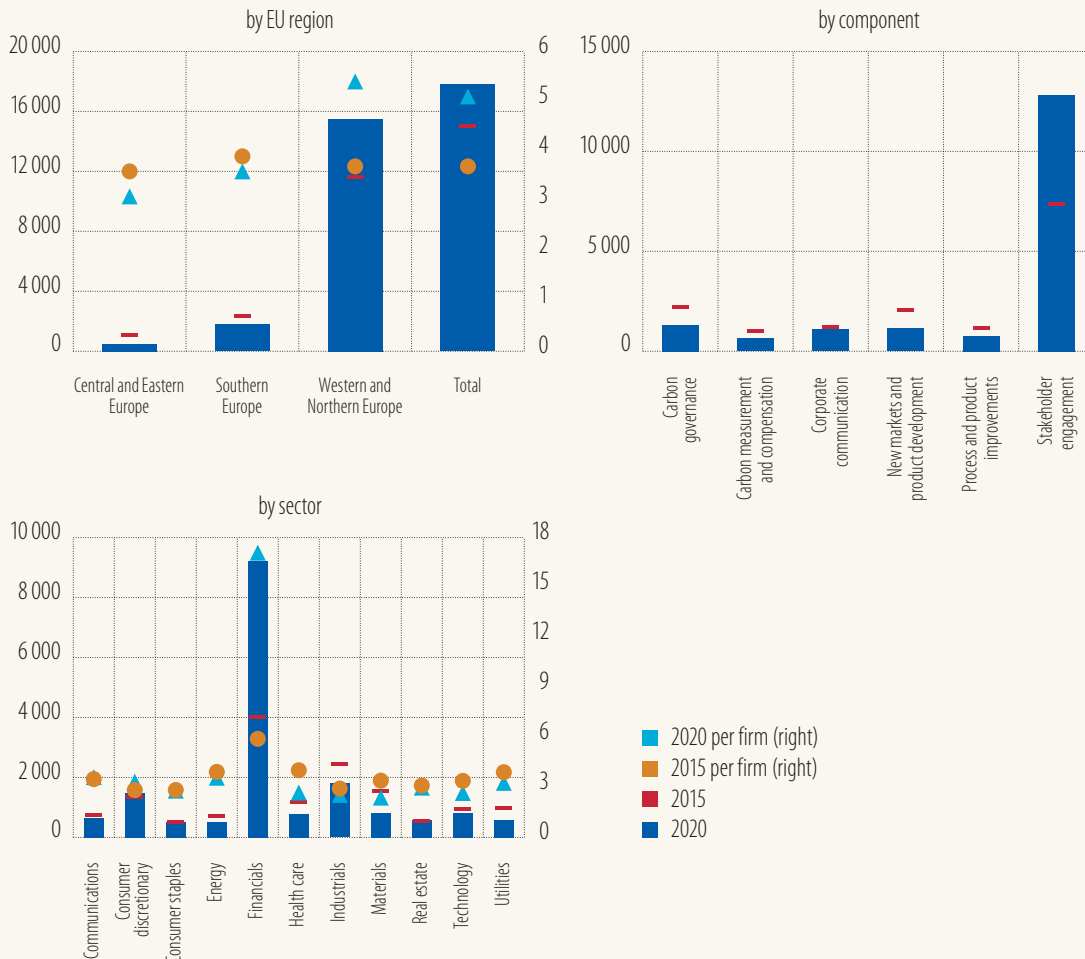 by EU region
20 000
16 000
12 000
8 000
4 000
0
6
5
4
3
2
1
0
Central and Eastern
Europe
Southern
Europe
Western and
Northern Europe
Total
by component
15 000
10 000
5 000
0
Carbon
governance
Carbon measurement
and compensation
Corporate
communication
New markets and
product development
Process and product
improvements
Stakeholder
engagement
by sector
10 000
8 000
6 000
4 000
2 000
0
18
15
12
9
6
3
0
Communications
Consumer
discretionary
Consumer staples
Energy
Financials
Health care
Industrials
Materials
Real estate
Technology
Utilities
2020 per firm (right)
2015 per firm (right)
2015
2020